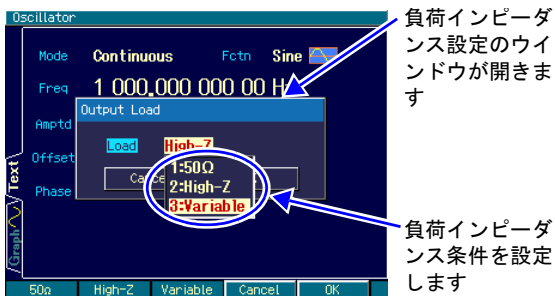 Oscillator
Mode Continuous Fctn Sine
Freq 1 000,000 000 00 H
Output Load
Amptd
Load High-Z
Offset
1:50Ω
Ca
2:High-Z
Phase
3:Variable
Text
Graph
50Ω High-Z Variable Cancel OK
負荷インピーダ
ンス設定のウイ
ンドウが開きま
す
負荷インピーダ
ンス条件を設定
します